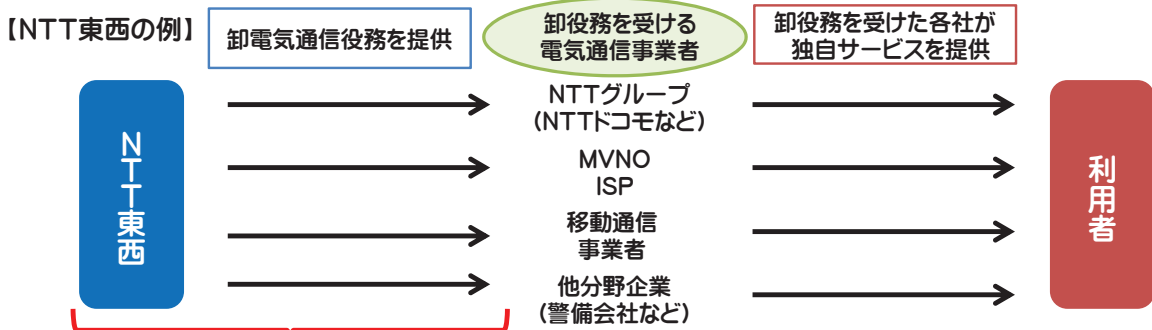 【NTT東西の例】
卸電気通信役務を提供
卸役務を受ける
電気通信事業者
卸役務を受けた各社が
独自サービスを提供
NTT東西
NTTグループ
(NTTドコモなど)
MVNO
ISP
移動通信
事業者
他分野企業
(警備会社など)
利用者